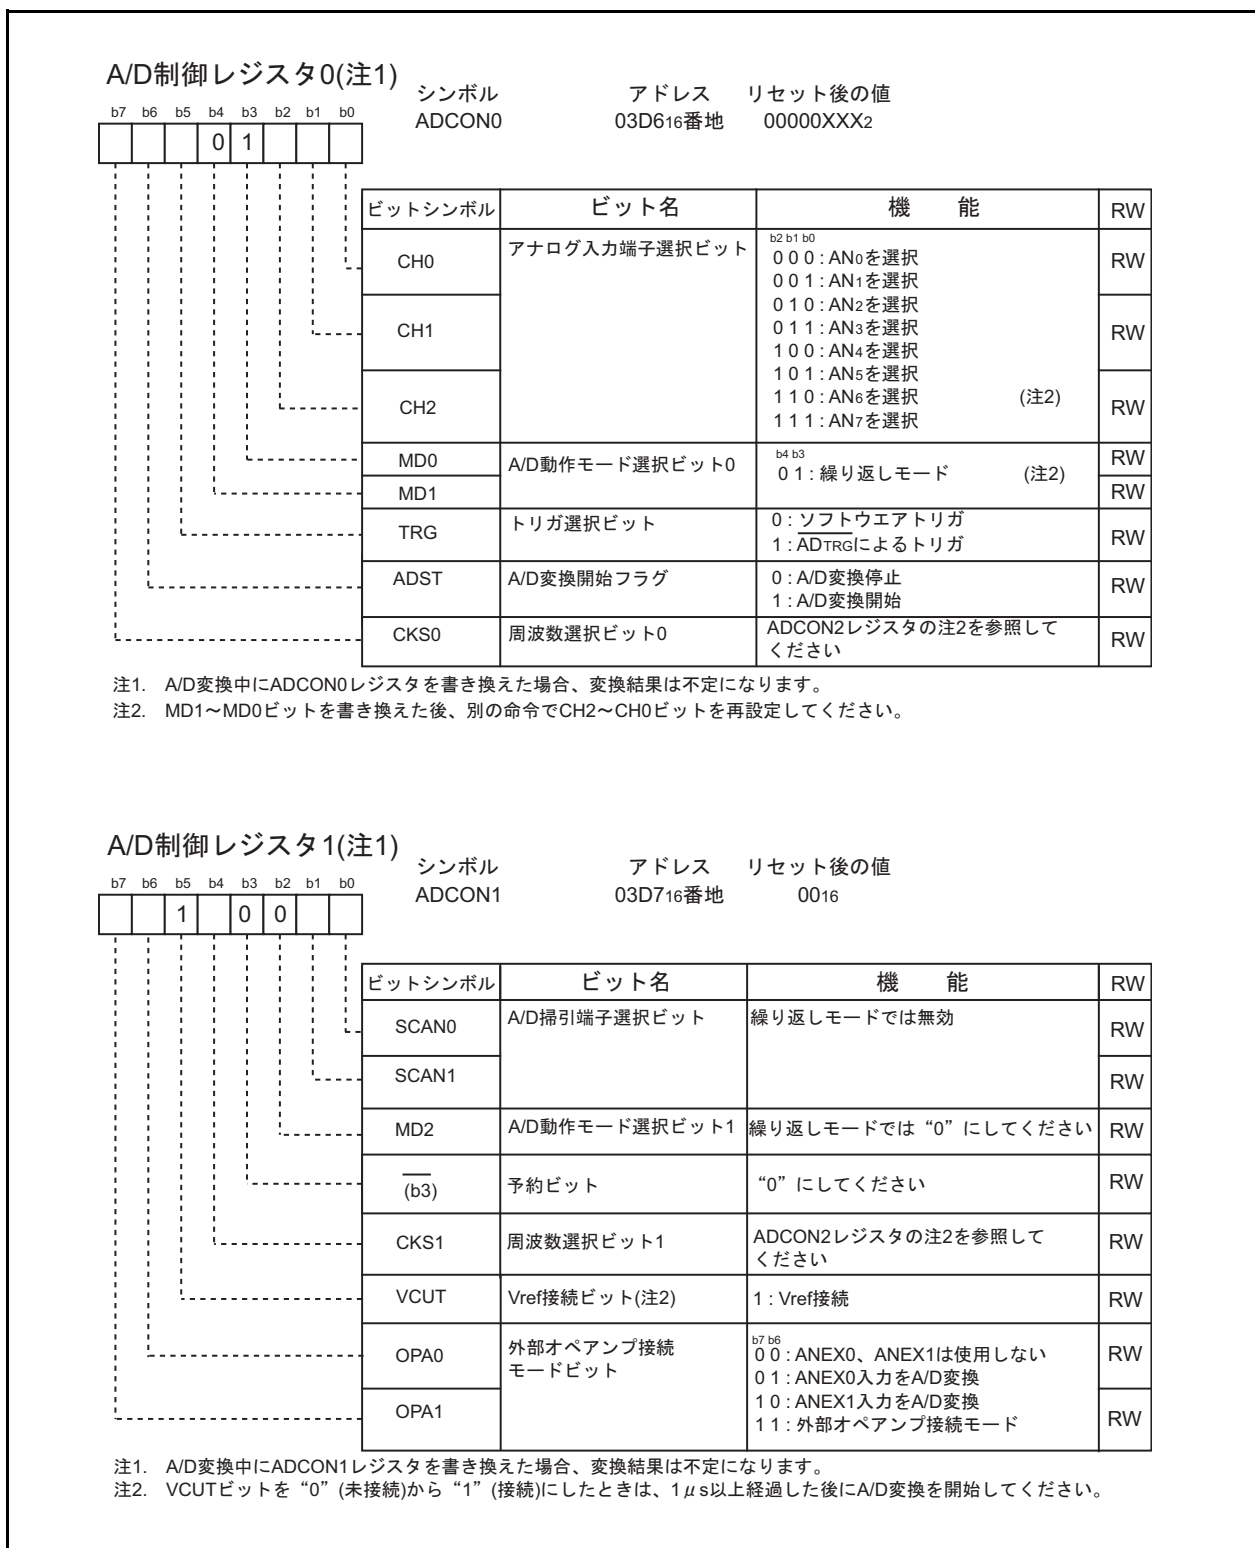 A/D制御レジスタ0(注1)
シンボル アドレス リセット後の値
ADCON0 03D616番地 00000XXX2
b7 b6 b5 b4 b3 b2 b1 b0
0 1
ビットシンボル ビット名 機 能 RW
CH0 アナログ入力端子選択ビット b2 b1 b0 RW
0 0 0 : AN0を選択
0 0 1 : AN1を選択
0 1 0 : AN2を選択
CH1 0 1 1 : AN3を選択 RW
1 0 0 : AN4を選択
1 0 1 : AN5を選択
CH2 1 1 0 : AN6を選択 (注2) RW
1 1 1 : AN7を選択
MD0 A/D動作モード選択ビット0 b4 b3 RW
0 1 : 繰り返しモード (注2)
MD1 RW
TRG トリガ選択ビット 0 : ソフトウエアトリガ RW
1 : ADTRGによるトリガ
ADST A/D変換開始フラグ 0 : A/D変換停止 RW
1 : A/D変換開始
CKS0 周波数選択ビット0 ADCON2レジスタの注2を参照して RW
ください
注1. A/D変換中にADCON0レジスタを書き換えた場合、変換結果は不定になります。
注2. MD1〜MD0ビットを書き換えた後、別の命令でCH2〜CH0ビットを再設定してください。
A/D制御レジスタ1(注1)
シンボル アドレス リセット後の値
ADCON1 03D716番地 0016
b7 b6 b5 b4 b3 b2 b1 b0
1 0 0
ビットシンボル ビット名 機 能 RW
SCAN0 A/D掃引端子選択ビット 繰り返しモードでは無効 RW
SCAN1 RW
MD2 A/D動作モード選択ビット1 繰り返しモードでは“0”にしてください RW
(b3) 予約ビット “0”にしてください RW
CKS1 周波数選択ビット1 ADCON2レジスタの注2を参照して RW
ください
VCUT Vref接続ビット(注2) 1 : Vref接続 RW
OPA0 外部オペアンプ接続 b7 b6 RW
モードビット 0 0 : ANEX0、ANEX1は使用しない
0 1 : ANEX0入力をA/D変換
OPA1 1 0 : ANEX1入力をA/D変換 RW
1 1 : 外部オペアンプ接続モード
注1. A/D変換中にADCON1レジスタを書き換えた場合、変換結果は不定になります。
注2. VCUTビットを“0”(未接続)から“1”(接続)にしたときは、1μs以上経過した後にA/D変換を開始してください。